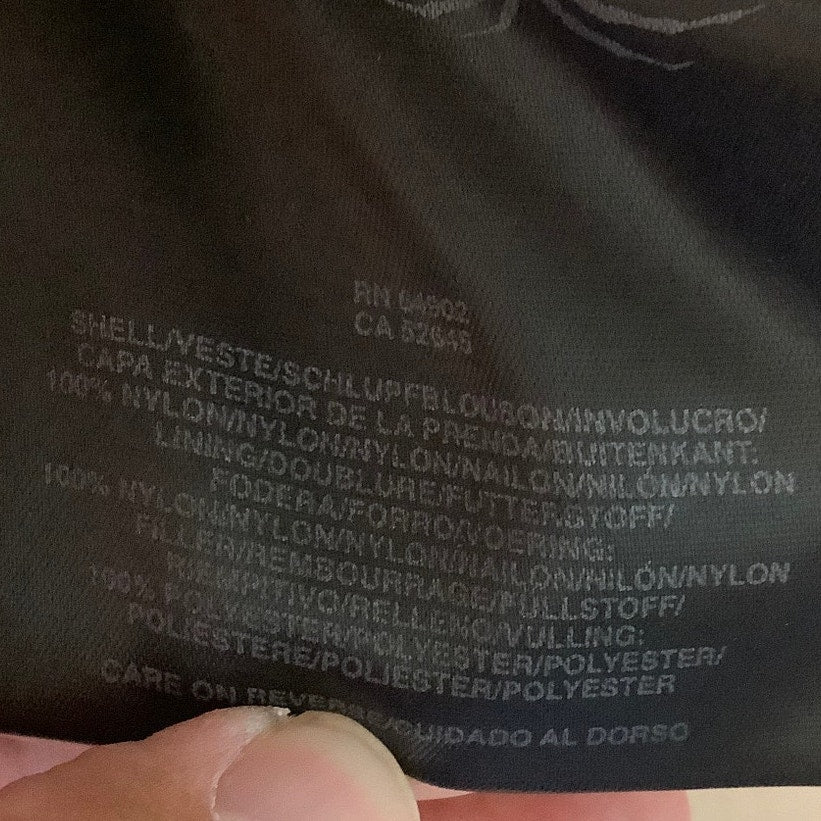 RN 64902
CA 52648
SHELL/VESTE/SCHLUPFBLOUSON/INVOLUCRO/
CAPA EXTERIOR DE LA PRENDA/BUITENKANT:
100% NYLON/NYLON/NYLON/NAILON/NILÓN/NYLON
LINING/DOUBLURE/FUTTERSTOFF/
FODERA/FORRO/VOERING:
100% NYLON/NYLON/NYLON/NAILON/NILÓN/NYLON
FILLER/REMBOURRAGE/FULLSTOFF/
RIEMPITIVO/RELLENO/VULLING:
100% POLYESTER/POLYESTER/POLYESTER/
POLIESTERE/POLIESTER/POLYESTER
CARE ON REVERSE/CUIDADO AL DORSO